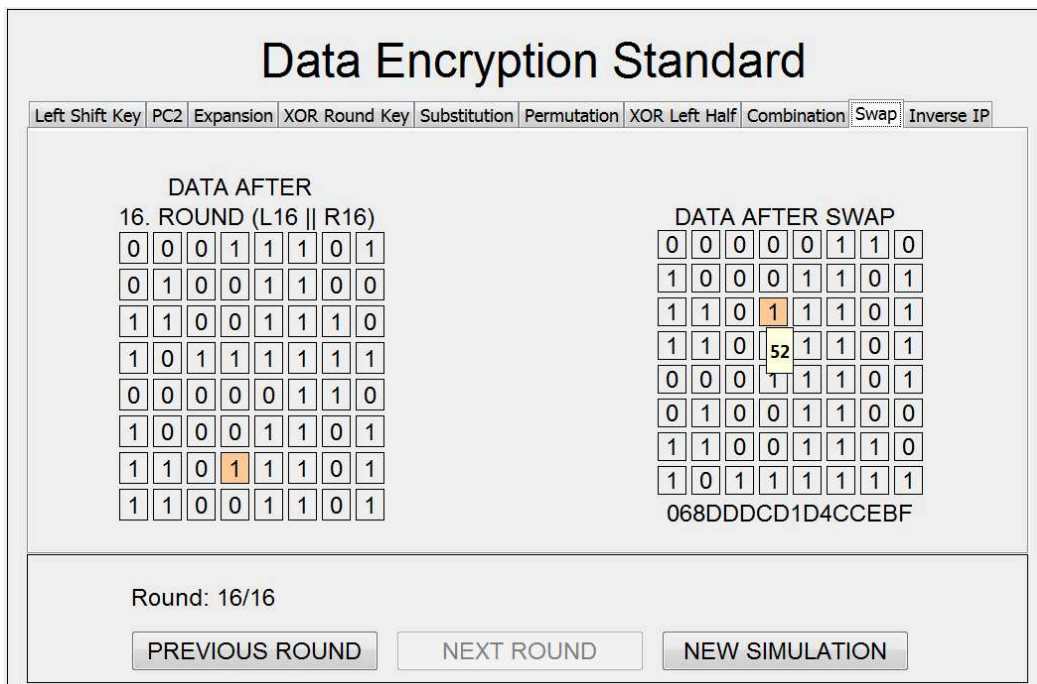 Data Encryption Standard
Left Shift Key PC2 Expansion XOR Round Key Substitution Permutation XOR Left Half Combination Swap Inverse IP
DATA AFTER
16. ROUND (L16 || R16)
0 0 0 1 1 1 0 1
0 1 0 0 1 1 0 0
1 1 0 0 1 1 1 0
1 0 1 1 1 1 1 1
0 0 0 0 0 1 1 0
1 0 0 0 1 1 0 1
1 1 0 1 1 1 0 1
1 1 0 0 1 1 0 1
DATA AFTER SWAP
0 0 0 0 0 1 1 0
1 0 0 0 1 1 0 1
1 1 0 1 1 1 0 1
1 1 0 1 1 0 1
52
0 0 0 1 1 1 0 1
0 1 0 0 1 1 0 0
1 1 0 0 1 1 1 0
1 0 1 1 1 1 1 1
068DDDCD1D4CCEBF
Round: 16/16
PREVIOUS ROUND NEXT ROUND NEW SIMULATION